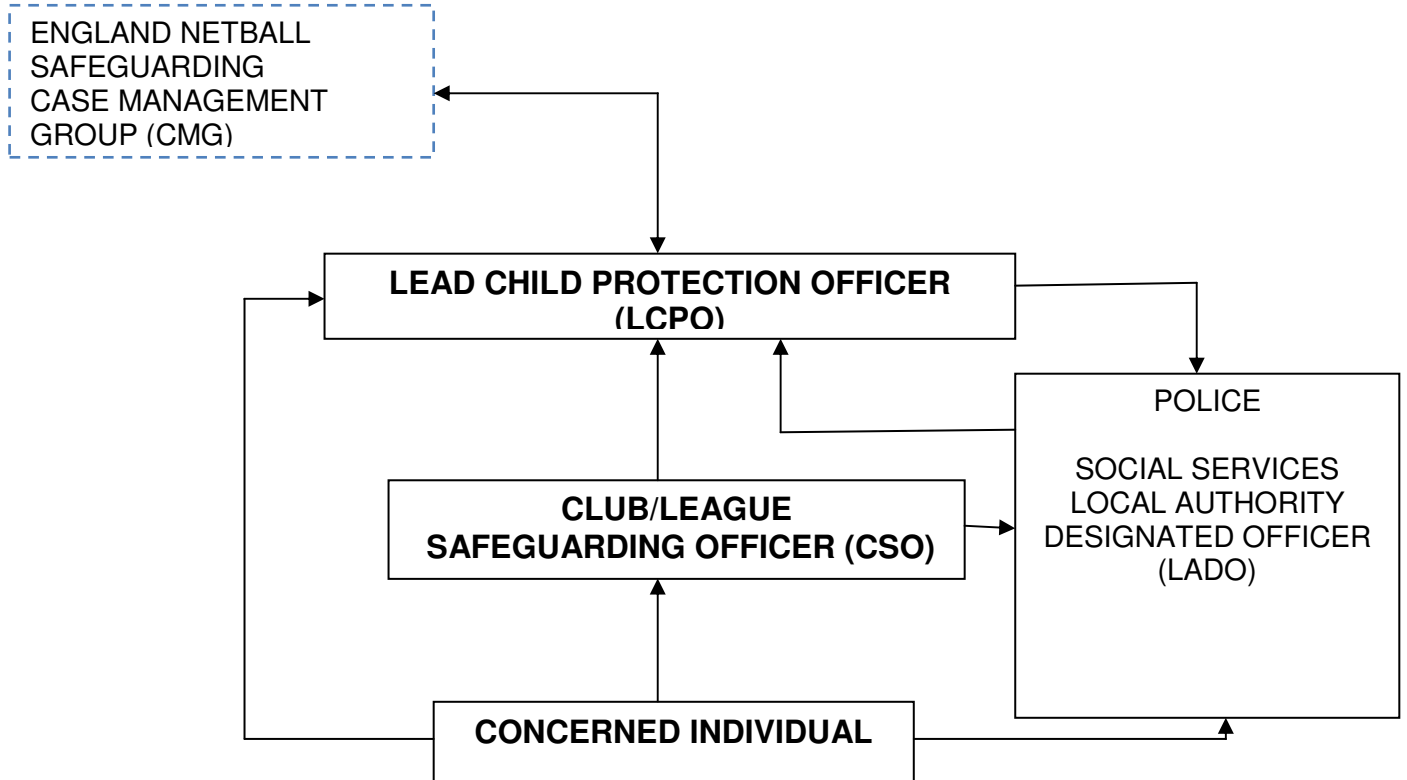 ENGLAND NETBALL
SAFEGUARDING
CASE MANAGEMENT
GROUP (CMG)
LEAD CHILD PROTECTION OFFICER
(LCPO)
POLICE
SOCIAL SERVICES
LOCAL AUTHORITY
DESIGNATED OFFICER
(LADO)
CLUB/LEAGUE
SAFEGUARDING OFFICER (CSO)
CONCERNED INDIVIDUAL